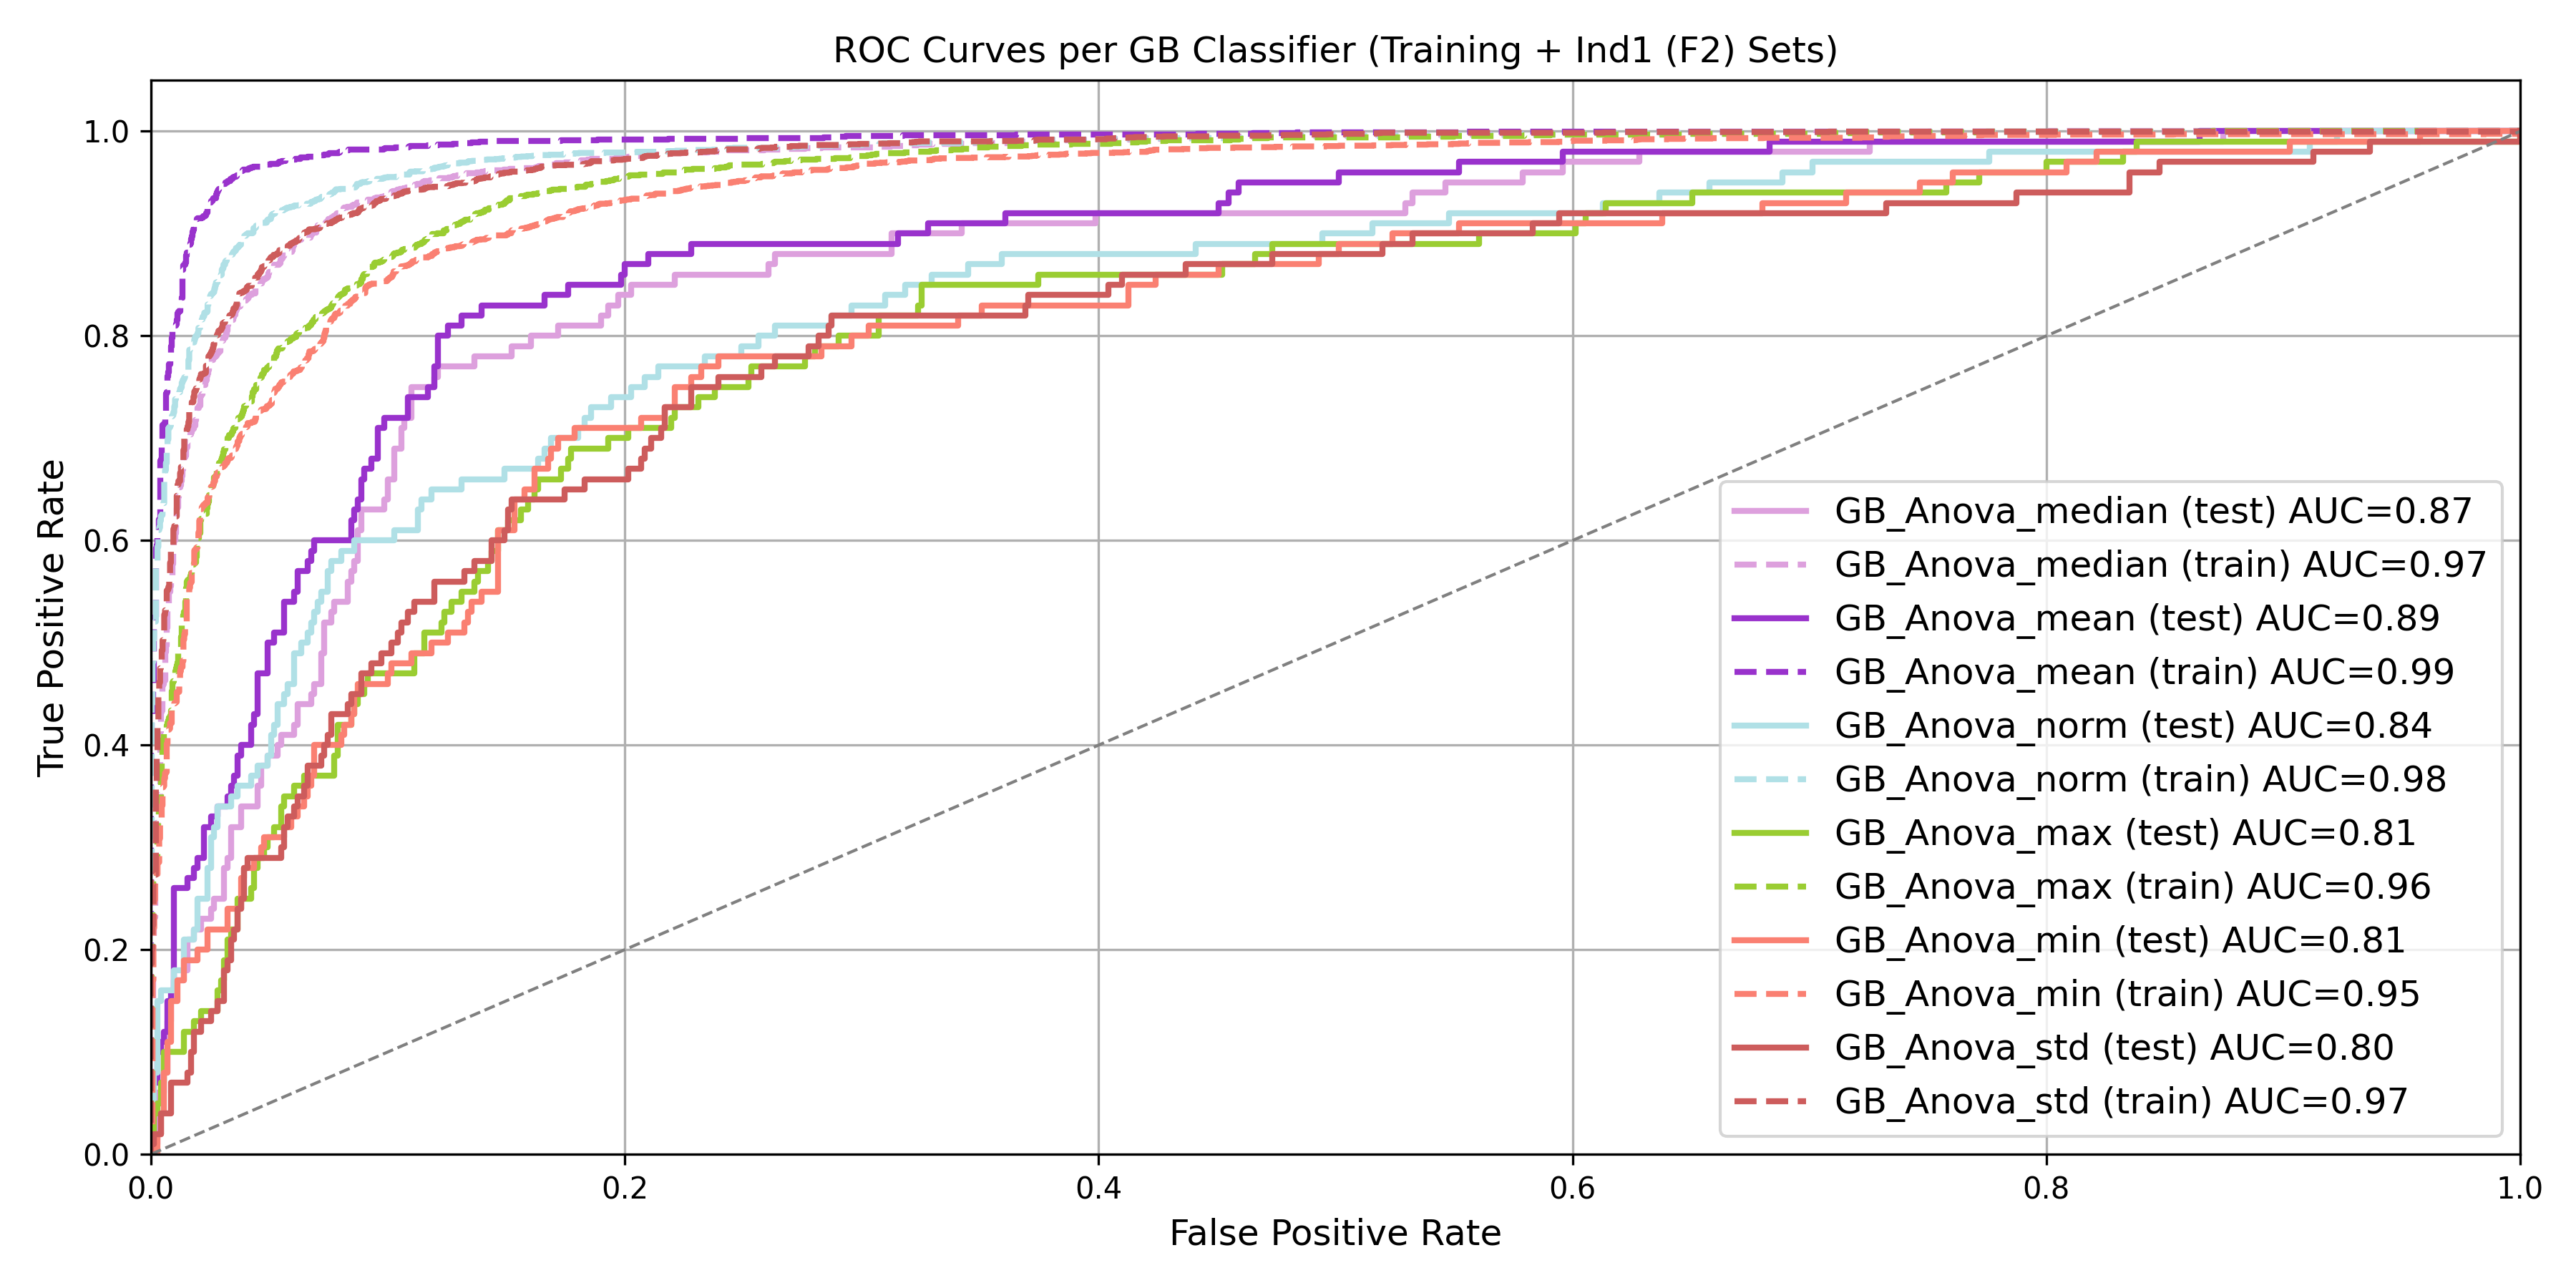 ROC Curves per GB Classifier (Training + Ind1 (F2) Sets)
True Positive Rate
1.0
0.8
0.6
0.4
0.2
0.0
0.0 0.2 0.4 0.6 0.8 1.0
False Positive Rate
GB_Anova_median (test) AUC=0.87
GB_Anova_median (train) AUC=0.97
GB_Anova_mean (test) AUC=0.89
GB_Anova_mean (train) AUC=0.99
GB_Anova_norm (test) AUC=0.84
GB_Anova_norm (train) AUC=0.98
GB_Anova_max (test) AUC=0.81
GB_Anova_max (train) AUC=0.96
GB_Anova_min (test) AUC=0.81
GB_Anova_min (train) AUC=0.95
GB_Anova_std (test) AUC=0.80
GB_Anova_std (train) AUC=0.97